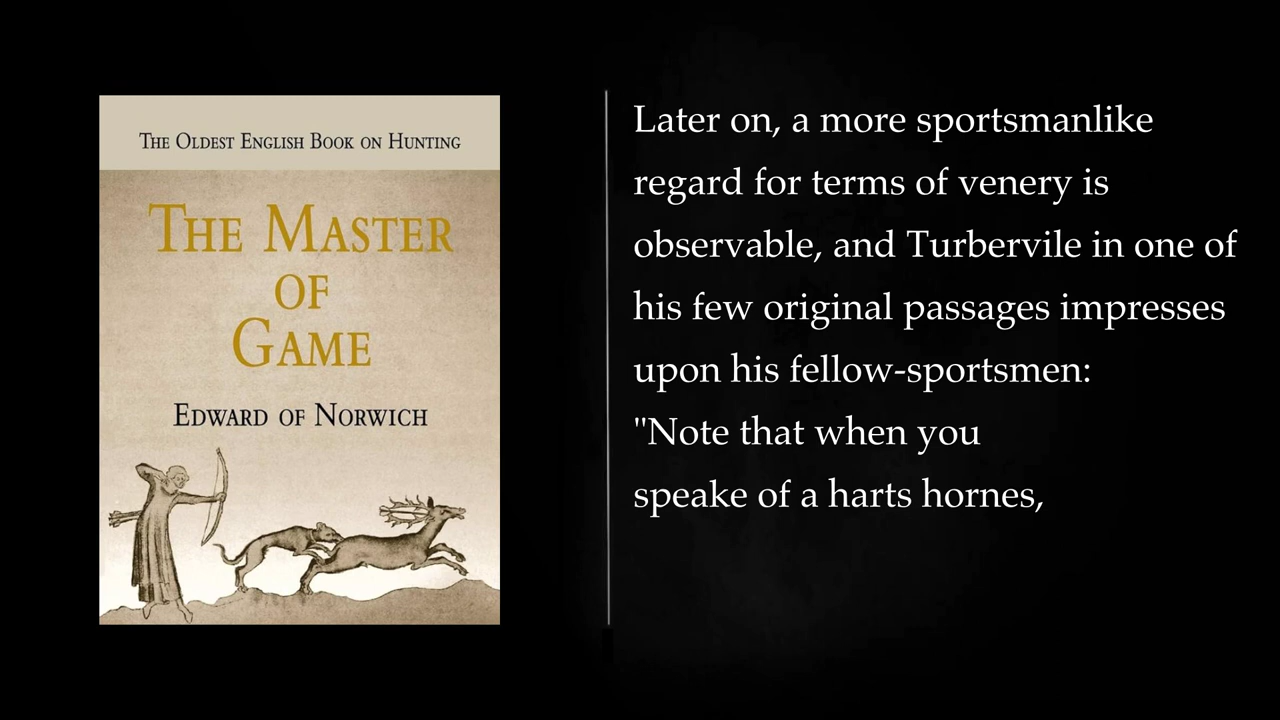 The Oldest English Book on Hunting
The Master
of
Game
Edward of Norwich
Later on, a more sportsmanlike
regard for terms of venery is
observable, and Turbervile in one of
his few original passages impresses
upon his fellow-sportsmen:
"Note that when you
speake of a harts hornes,